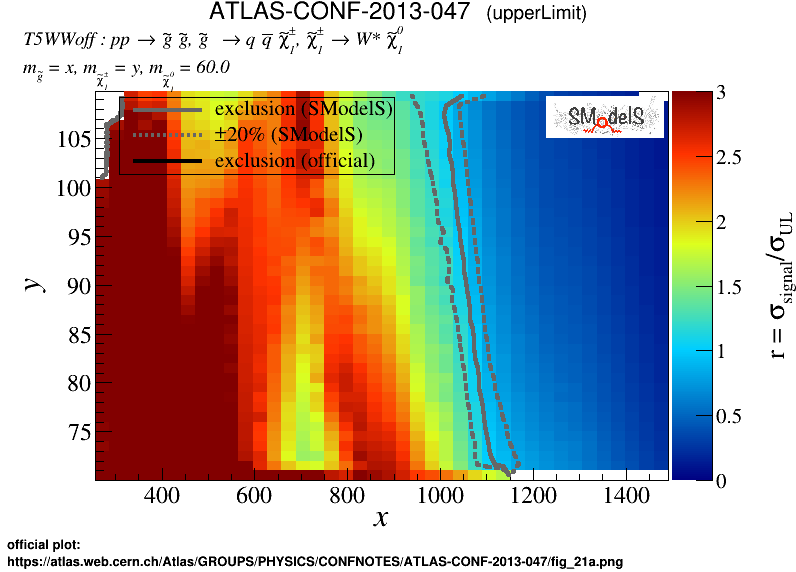 ATLAS-CONF-2013-047 (upperLimit)
T5WWoff : pp → g̃ g̃, g̃ → q q̅ χ̃₁±, χ̃₁± → W* χ̃₁⁰
m_g̃ = x, m_χ̃₁± = y, m_χ̃₁⁰ = 60.0
exclusion (SModelS)
±20% (SModelS)
exclusion (official)
SModelS
105
100
95
90
85
80
75
y
400 600 800 1000 1200 1400
x
3
2.5
2
1.5
1
0.5
0
r = σ_signal/σ_UL
official plot:
https://atlas.web.cern.ch/Atlas/GROUPS/PHYSICS/CONFNOTES/ATLAS-CONF-2013-047/fig_21a.png